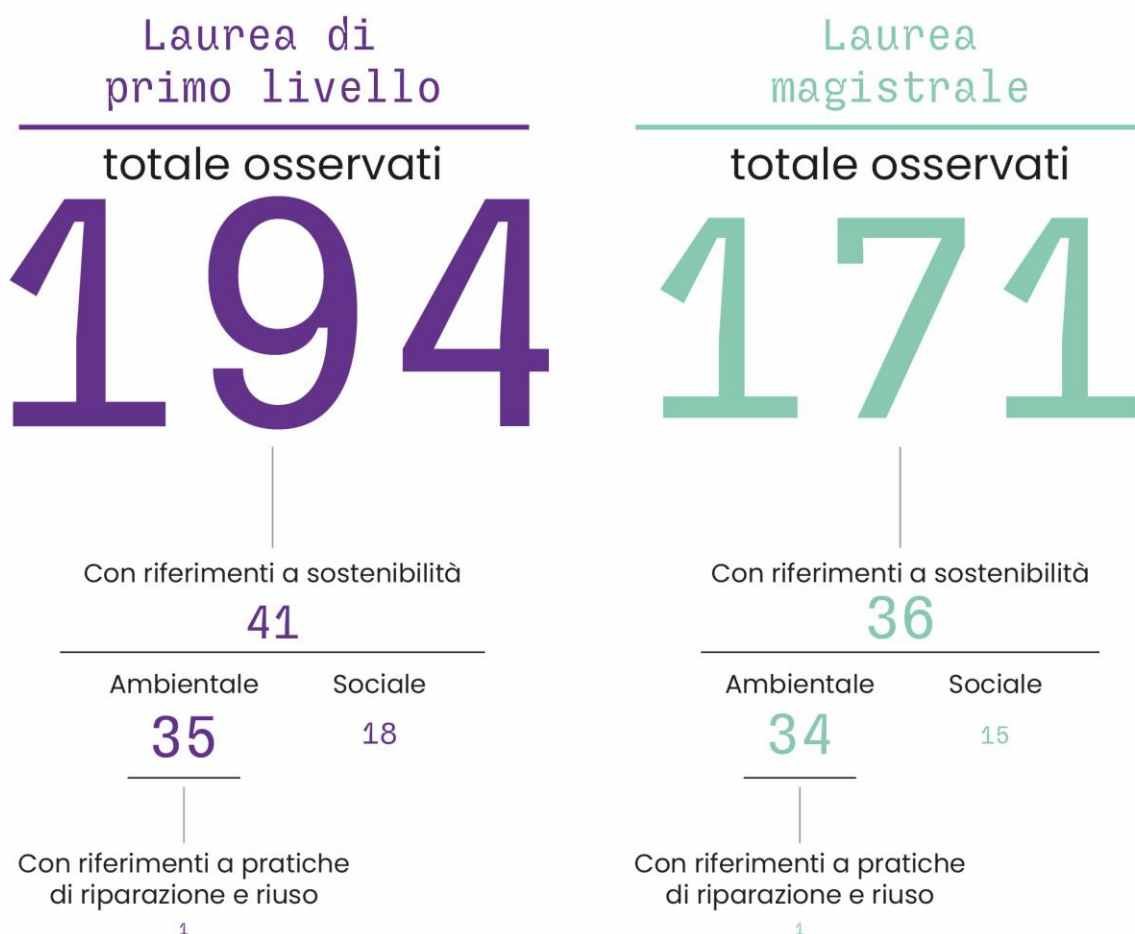 Laurea di
primo livello
totale osservati
194
Con riferimenti a sostenibilità
41
Ambientale
Sociale
35
18
Con riferimenti a pratiche
di riparazione e riuso
1
Laurea
magistrale
totale osservati
171
Con riferimenti a sostenibilità
36
Ambientale
Sociale
34
15
Con riferimenti a pratiche
di riparazione e riuso
1